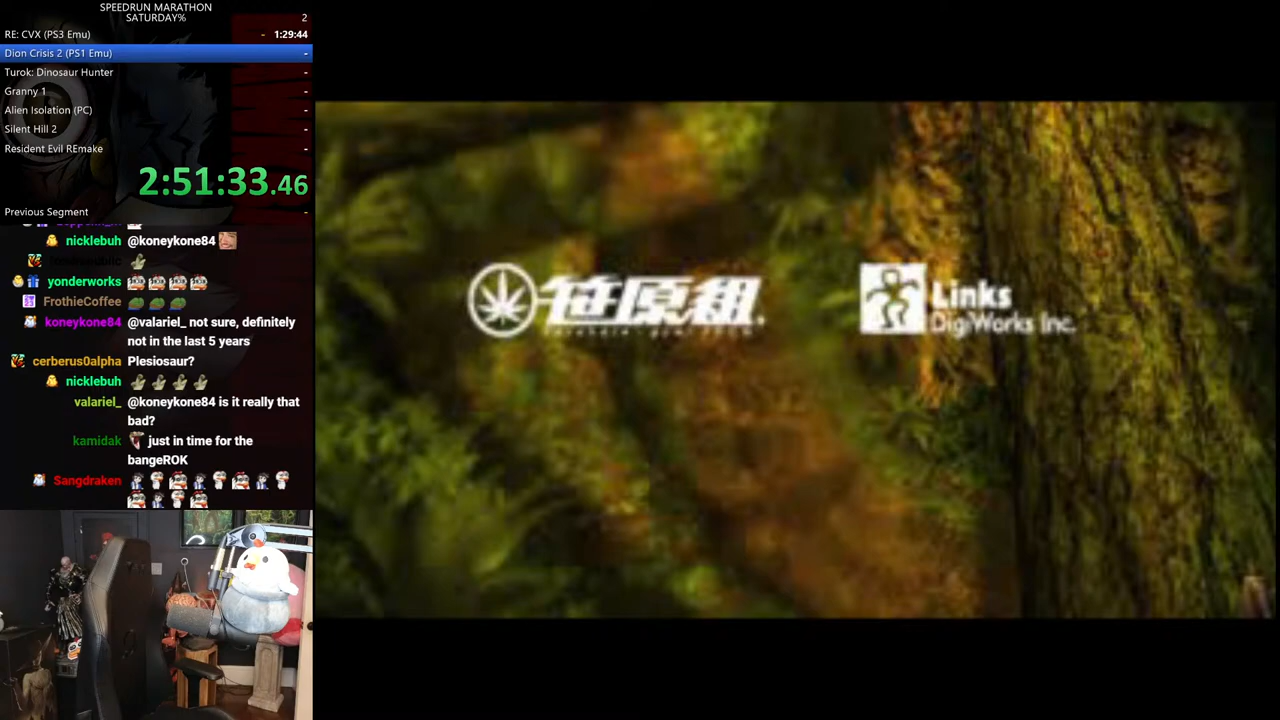 SPEEDRUN MARATHON
SATURDAY%
2
RE: CVX (PS3 Emu) - 1:29:44
Dion Crisis 2 (PS1 Emu) -
Turok: Dinosaur Hunter -
Granny 1 -
Alien Isolation (PC) -
Silent Hill 2 -
Resident Evil REmake -
2:51:33.46
Previous Segment -
nicklebuh @koneykone84
yonderworks
FrothieCoffee
koneykone84 @valariel_ not sure, definitely
not in the last 5 years
cerberus0alpha Plesiosaur?
nicklebuh
valariel_ @koneykone84 is it really that
bad?
kamidak just in time for the
bangeROK
Sangdraken
笹原組.
Links
DigiWorks Inc.